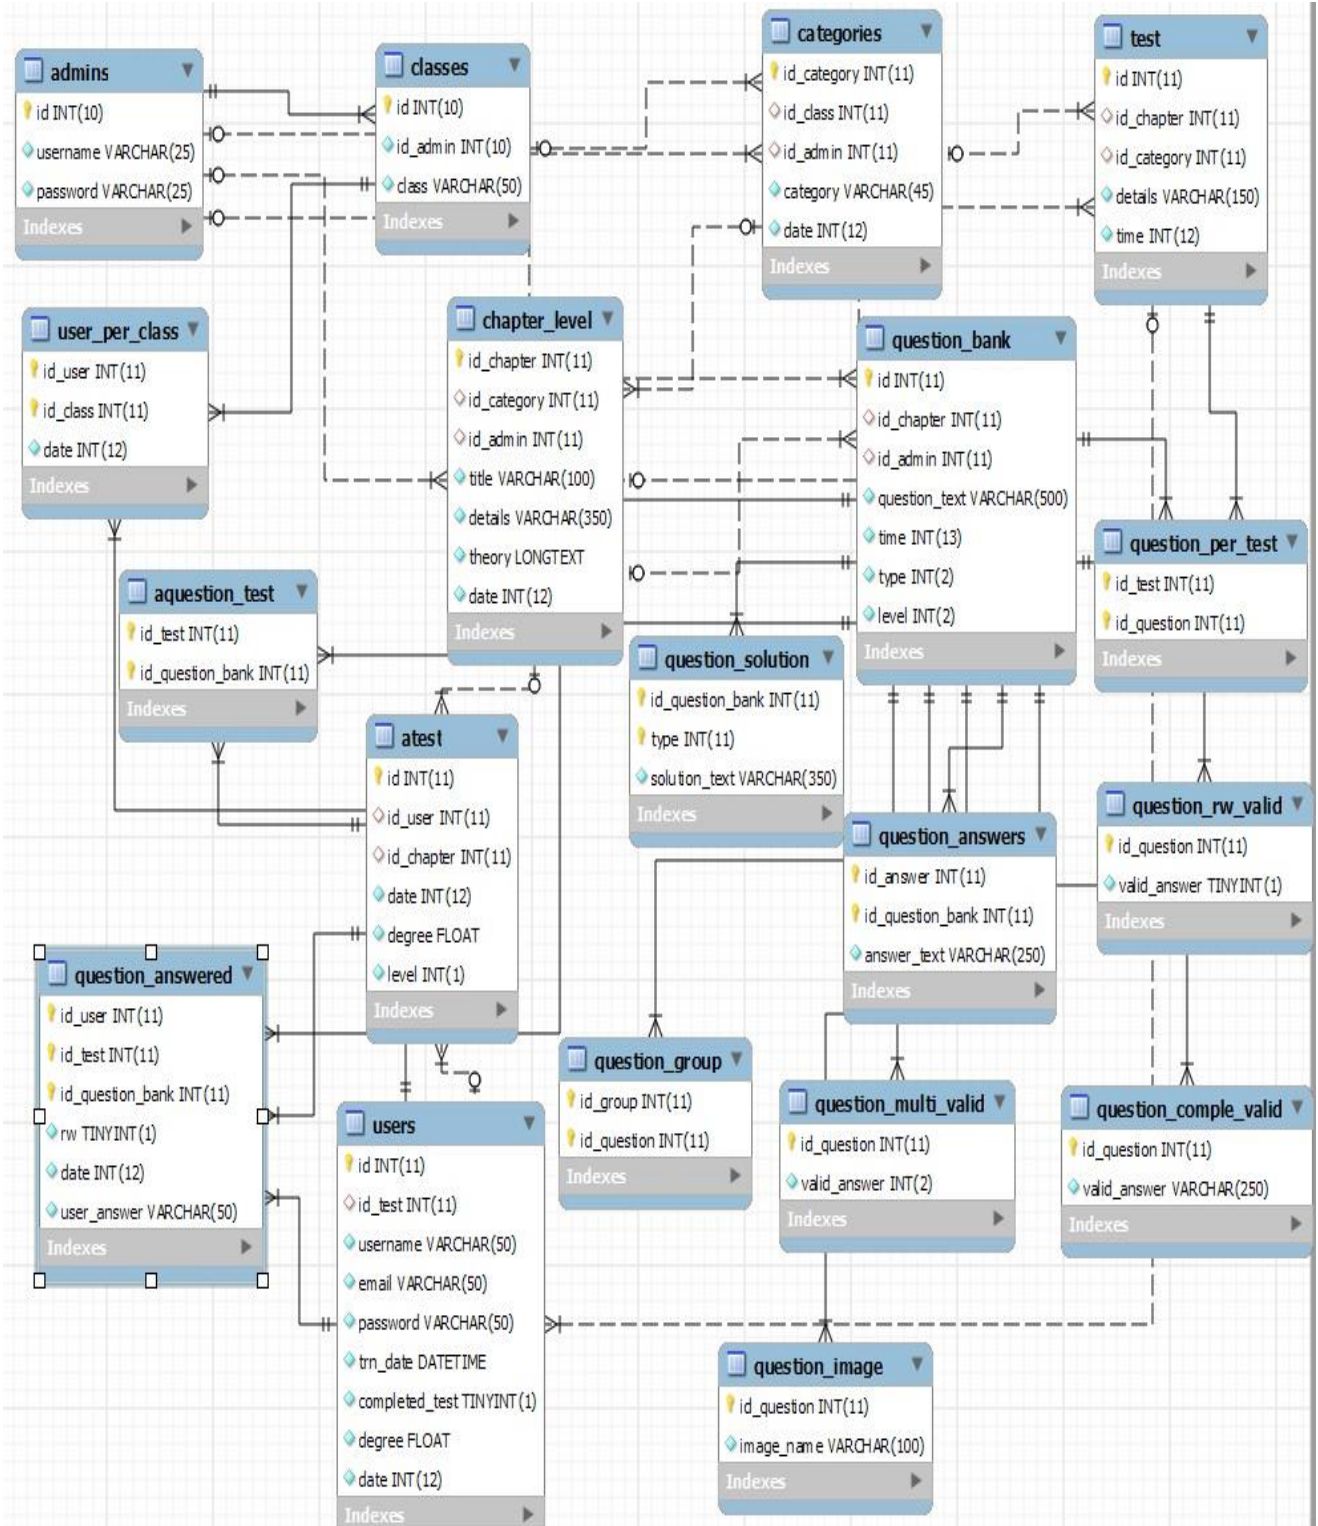 admins
id INT(10)
username VARCHAR(25)
password VARCHAR(25)
Indexes
classes
id INT(10)
id_admin INT(10)
class VARCHAR(50)
Indexes
categories
id_category INT(11)
id_class INT(11)
id_admin INT(11)
category VARCHAR(45)
date INT(12)
Indexes
test
id INT(11)
id_chapter INT(11)
id_category INT(11)
details VARCHAR(150)
time INT(12)
Indexes
user_per_class
id_user INT(11)
id_class INT(11)
date INT(12)
Indexes
chapter_level
id_chapter INT(11)
id_category INT(11)
id_admin INT(11)
title VARCHAR(100)
details VARCHAR(350)
theory LONGTEXT
date INT(12)
Indexes
question_bank
id INT(11)
id_chapter INT(11)
id_admin INT(11)
question_text VARCHAR(500)
time INT(13)
type INT(2)
level INT(2)
Indexes
question_per_test
id_test INT(11)
id_question INT(11)
Indexes
aquestion_test
id_test INT(11)
id_question_bank INT(11)
Indexes
question_solution
id_question_bank INT(11)
type INT(11)
solution_text VARCHAR(350)
Indexes
atest
id INT(11)
id_user INT(11)
id_chapter INT(11)
date INT(12)
degree FLOAT
level INT(1)
Indexes
question_answers
id_answer INT(11)
id_question_bank INT(11)
answer_text VARCHAR(250)
Indexes
question_rw_valid
id_question INT(11)
valid_answer TINYINT(1)
Indexes
question_answered
id_user INT(11)
id_test INT(11)
id_question_bank INT(11)
rw TINYINT(1)
date INT(12)
user_answer VARCHAR(50)
Indexes
question_group
id_group INT(11)
id_question INT(11)
Indexes
question_multi_valid
id_question INT(11)
valid_answer INT(2)
Indexes
question_comple_valid
id_question INT(11)
valid_answer VARCHAR(250)
Indexes
users
id INT(11)
id_test INT(11)
username VARCHAR(50)
email VARCHAR(50)
password VARCHAR(50)
trn_date DATETIME
completed_test TINYINT(1)
degree FLOAT
date INT(12)
Indexes
question_image
id_question INT(11)
image_name VARCHAR(100)
Indexes